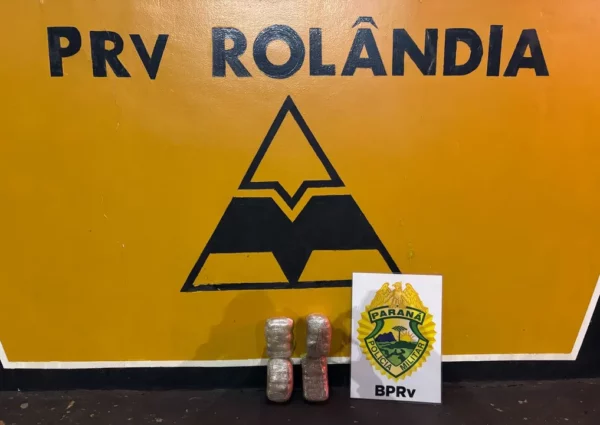 PRV ROLÂNDIA
PARANÁ
POLÍCIA MILITAR
BPRv